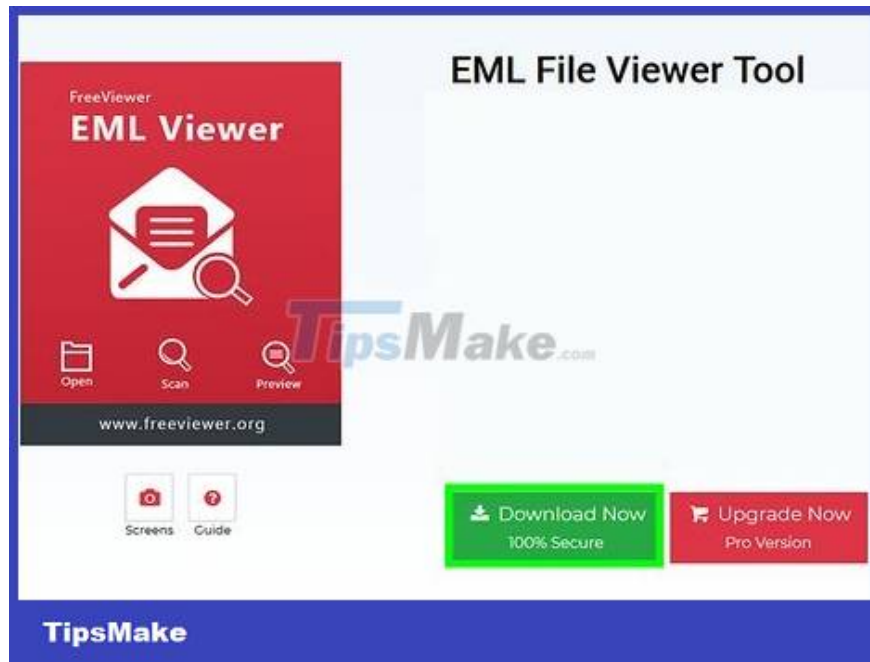 EML File Viewer Tool
FreeViewer
EML Viewer
Open
Scan
Preview
www.freeviewer.org
TipsMake.com
Screens
Guide
Download Now
100% Secure
Upgrade Now
Pro Version
TipsMake